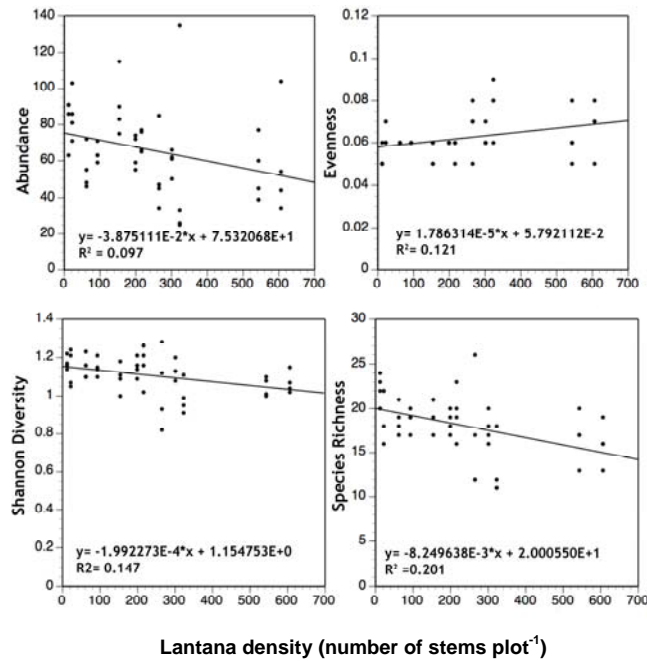 140
120
100
80
60
40
20
0
Abundance
y= -3.875111E-2*x + 7.532068E+1
R² = 0.097
0 100 200 300 400 500 600 700
0.12
0.1
0.08
0.06
0.04
0.02
0
Evenness
y= 1.786314E-5*x + 5.792112E-2
R²= 0.121
0 100 200 300 400 500 600 700
1.4
1.2
1
0.8
0.6
0.4
0.2
0
Shannon Diversity
y= -1.992273E-4*x + 1.154753E+0
R2= 0.147
0 100 200 300 400 500 600 700
30
25
20
15
10
5
0
Species Richness
y= -8.249638E-3*x + 2.000550E+1
R² =0.201
0 100 200 300 400 500 600 700
Lantana density (number of stems plot⁻¹)